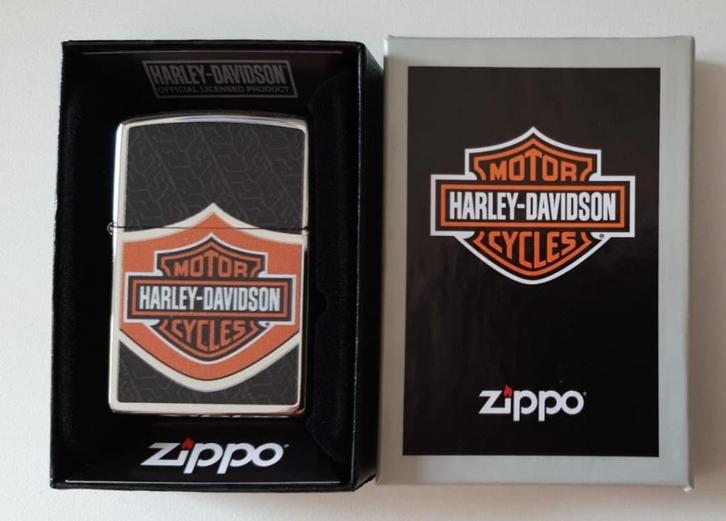 HARLEY-DAVIDSON
OFFICIAL LICENSED PRODUCT
MOTOR
HARLEY-DAVIDSON
CYCLES
zippo
MOTOR
HARLEY-DAVIDSON
CYCLES
zippo